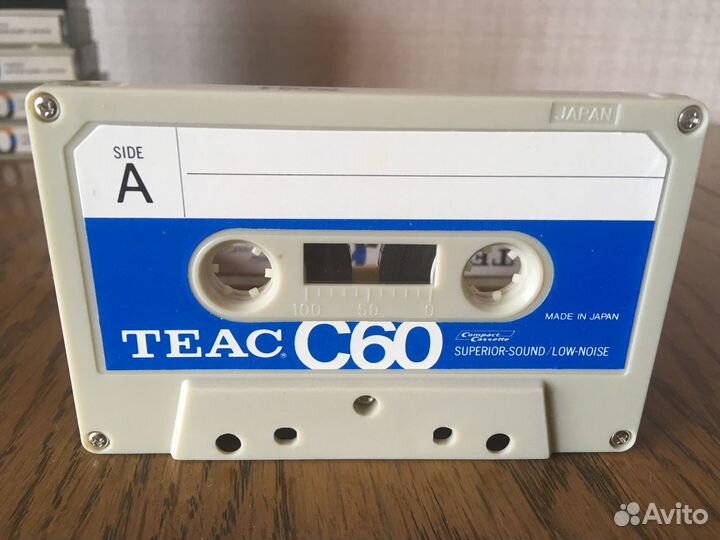 JAPAN
SIDE
A
100 50 0
MADE IN JAPAN
TEAC® C60
Compact
Cassette
SUPERIOR-SOUND/LOW-NOISE
Avito